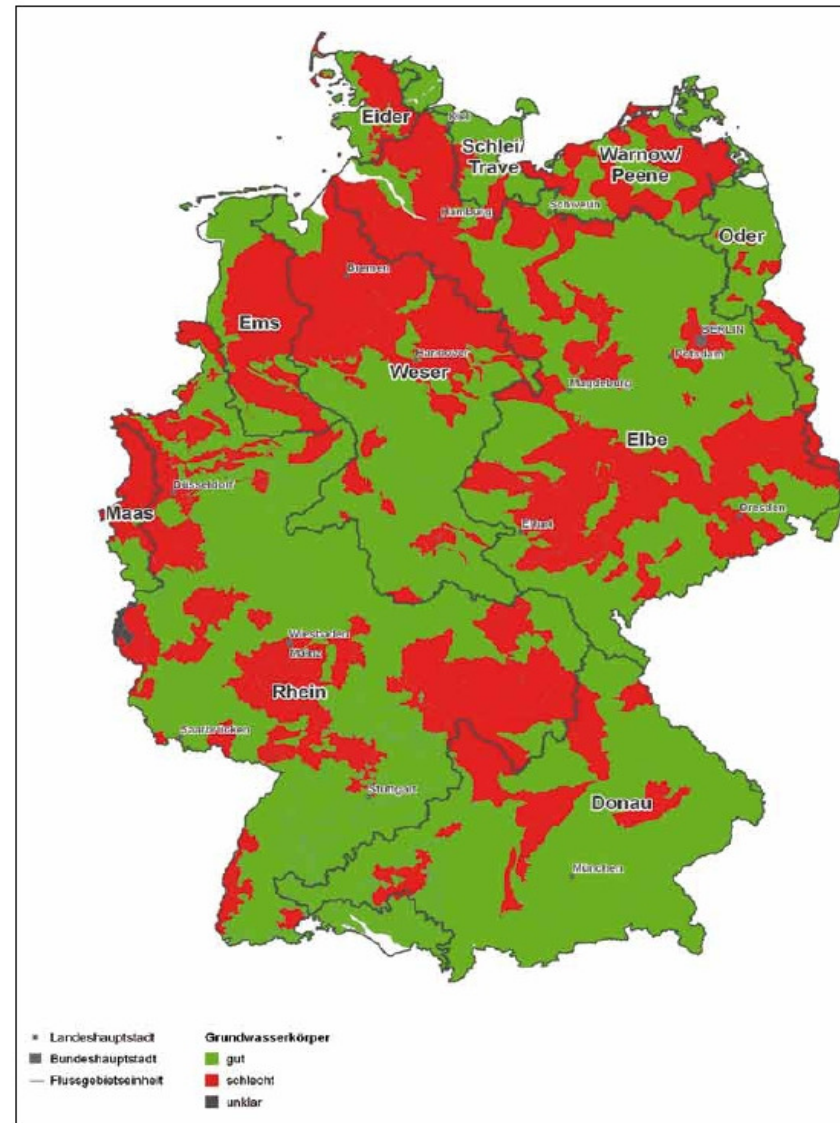 Eider
Kiel
Schlei/
Trave
Warnow/
Peene
Schwerin
Hamburg
Oder
Bremen
Ems
BERLIN
Hannover
Potsdam
Weser
Magdeburg
Elbe
Düsseldorf
Maas
Dresden
Erfurt
Wiesbaden
Mainz
Rhein
Saarbrücken
Stuttgart
Donau
München
Landeshauptstadt
Bundeshauptstadt
Flussgebietseinheit
Grundwasserkörper
gut
schlecht
unklar